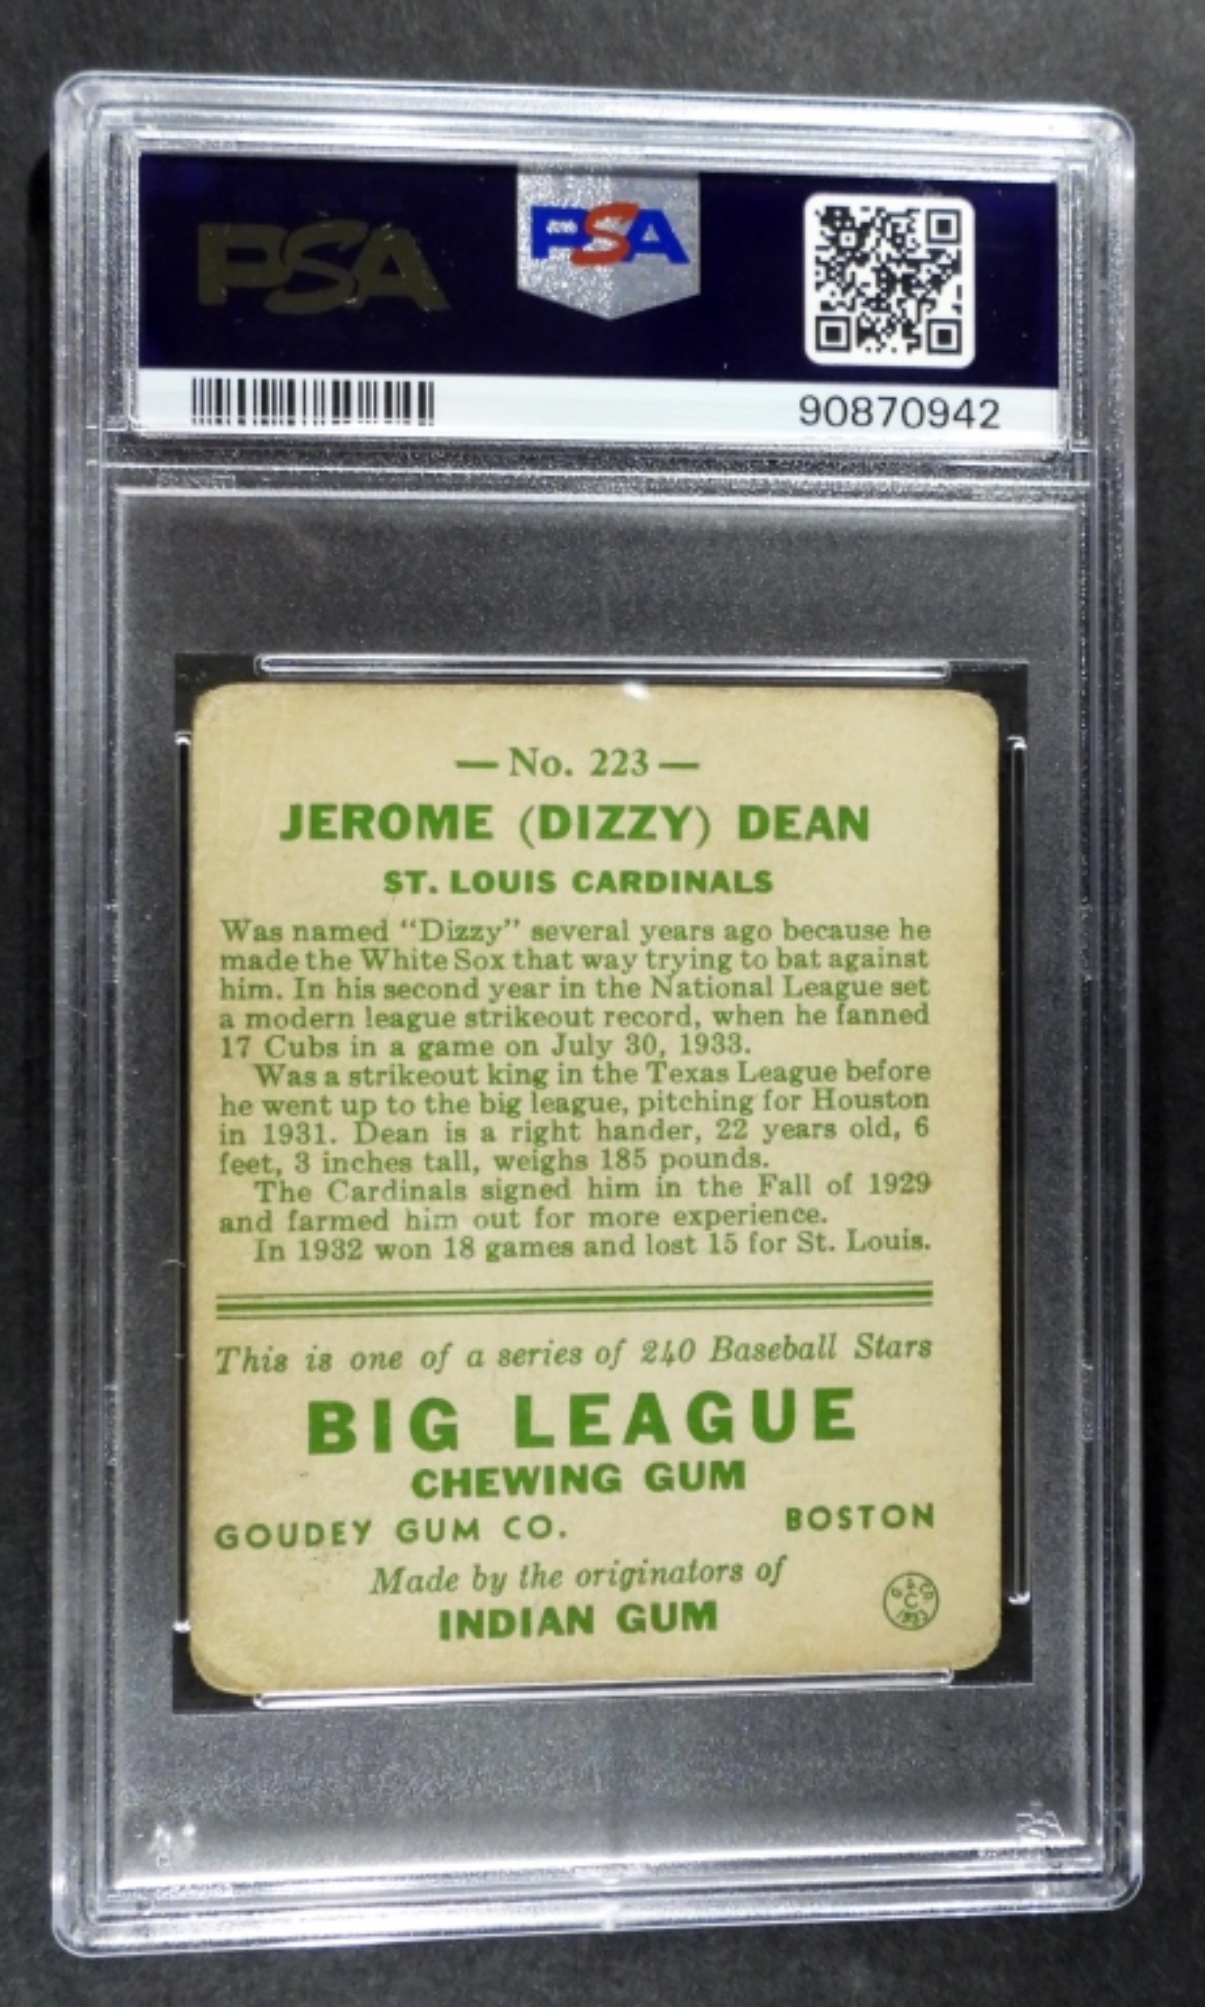 PSA
PSA
90870942
— No. 223 —
JEROME (DIZZY) DEAN
ST. LOUIS CARDINALS
Was named “Dizzy” several years ago because he
made the White Sox that way trying to bat against
him. In his second year in the National League set
a modern league strikeout record, when he fanned
17 Cubs in a game on July 30, 1933.
Was a strikeout king in the Texas League before
he went up to the big league, pitching for Houston
in 1931. Dean is a right hander, 22 years old, 6
feet, 3 inches tall, weighs 185 pounds.
The Cardinals signed him in the Fall of 1929
and farmed him out for more experience.
In 1932 won 18 games and lost 15 for St. Louis.
This is one of a series of 240 Baseball Stars
BIG LEAGUE
CHEWING GUM
GOUDEY GUM CO. BOSTON
Made by the originators of
INDIAN GUM